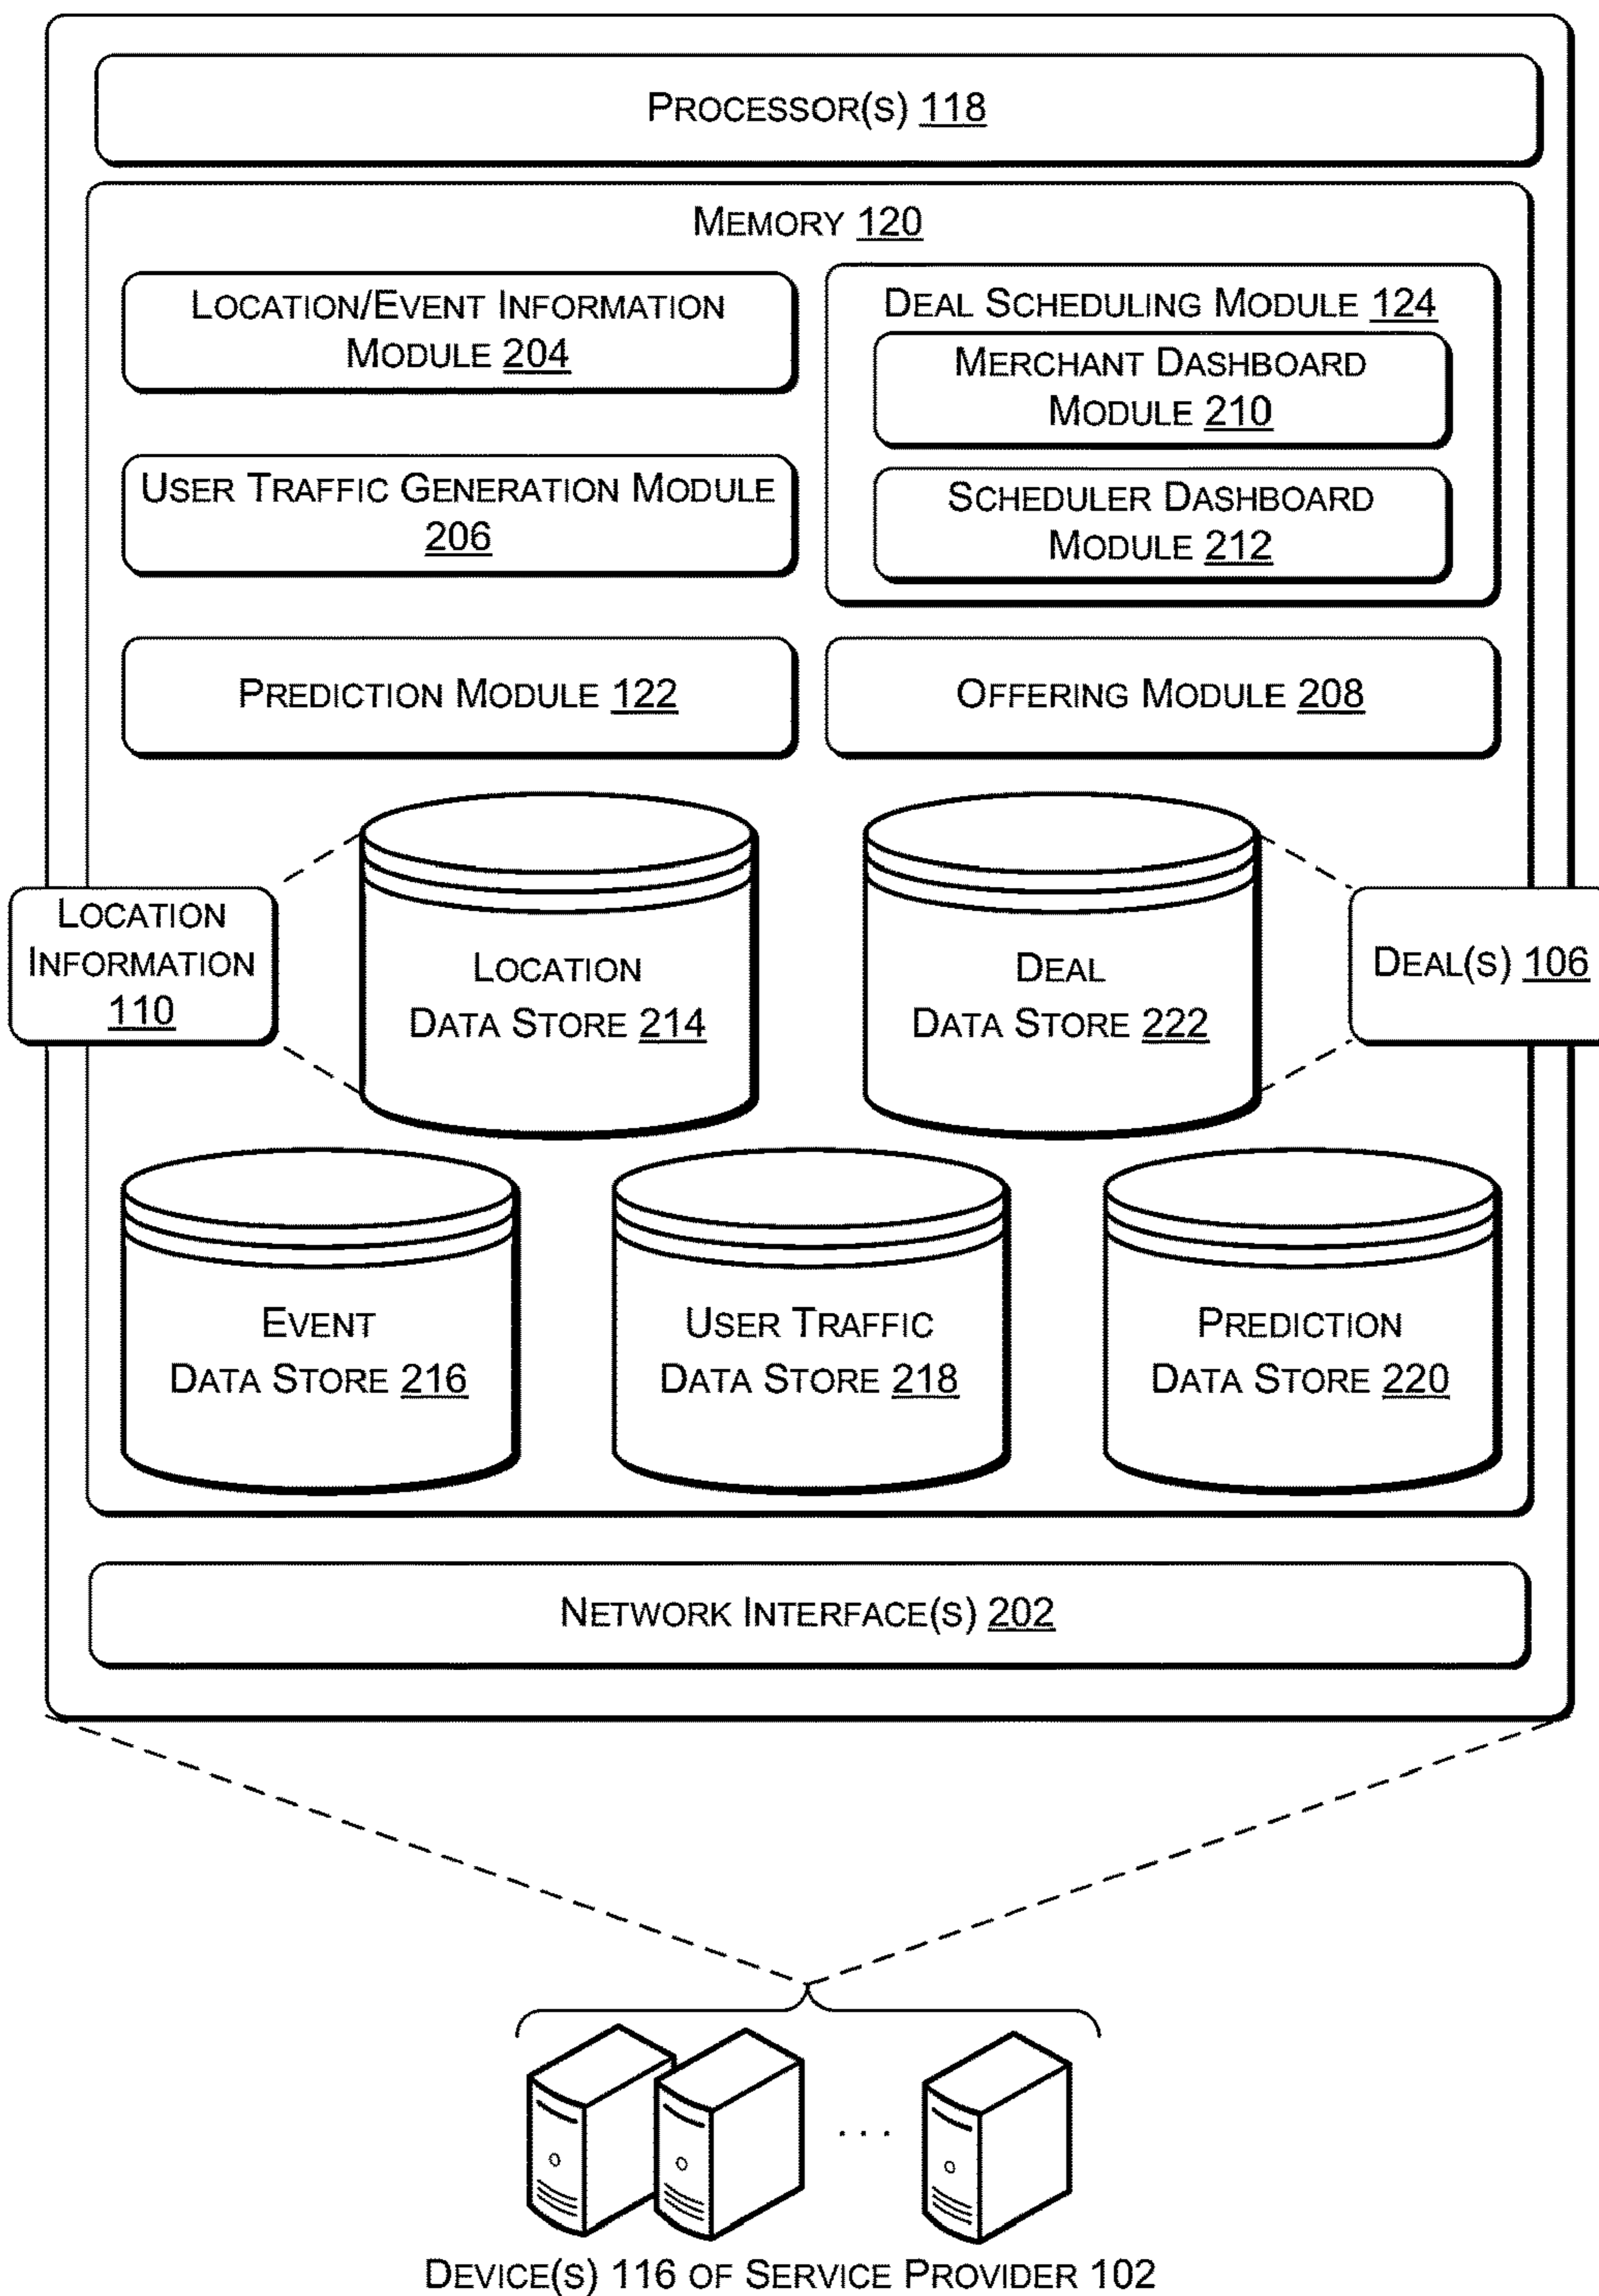 PROCESSOR(S) 118
MEMORY 120
LOCATION/EVENT INFORMATION
MODULE 204
DEAL SCHEDULING MODULE 124
MERCHANT DASHBOARD
MODULE 210
USER TRAFFIC GENERATION MODULE
206
SCHEDULER DASHBOARD
MODULE 212
PREDICTION MODULE 122
OFFERING MODULE 208
LOCATION
INFORMATION
110
LOCATION
DATA STORE 214
DEAL
DATA STORE 222
DEAL(S) 106
EVENT
DATA STORE 216
USER TRAFFIC
DATA STORE 218
PREDICTION
DATA STORE 220
NETWORK INTERFACE(S) 202
...
DEVICE(S) 116 OF SERVICE PROVIDER 102